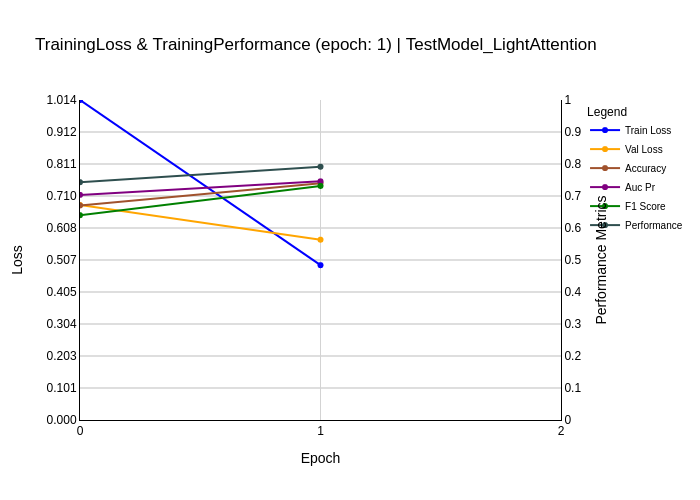 TrainingLoss & TrainingPerformance (epoch: 1) | TestModel_LightAttention
1.014
0.912
0.811
0.710
0.608
0.507
0.405
0.304
0.203
0.101
0.000
Loss
0
1
2
Epoch
1
0.9
0.8
0.7
0.6
0.5
0.4
0.3
0.2
0.1
0
Performance Metrics
Legend
Train Loss
Val Loss
Accuracy
Auc Pr
F1 Score
Performance